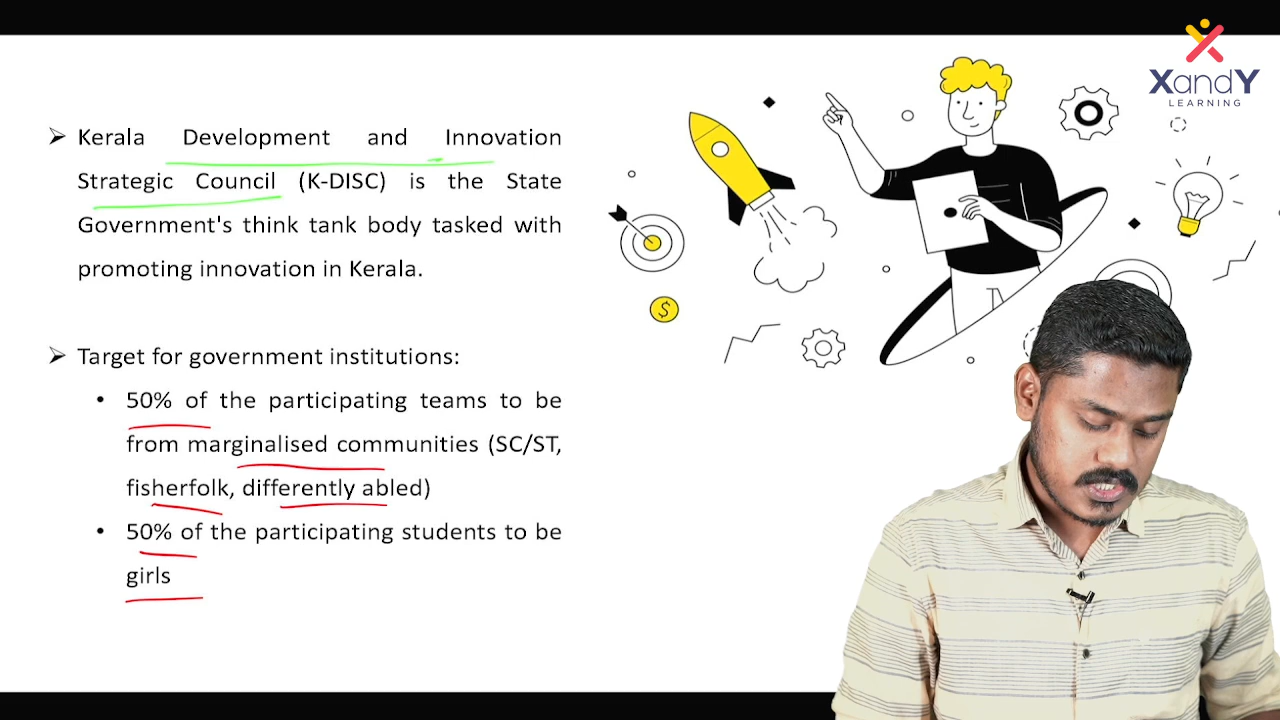 XandY
LEARNING
➢ Kerala Development and Innovation
Strategic Council (K-DISC) is the State
Government's think tank body tasked with
promoting innovation in Kerala.
➢ Target for government institutions:
• 50% of the participating teams to be
from marginalised communities (SC/ST,
fisherfolk, differently abled)
• 50% of the participating students to be
girls
$